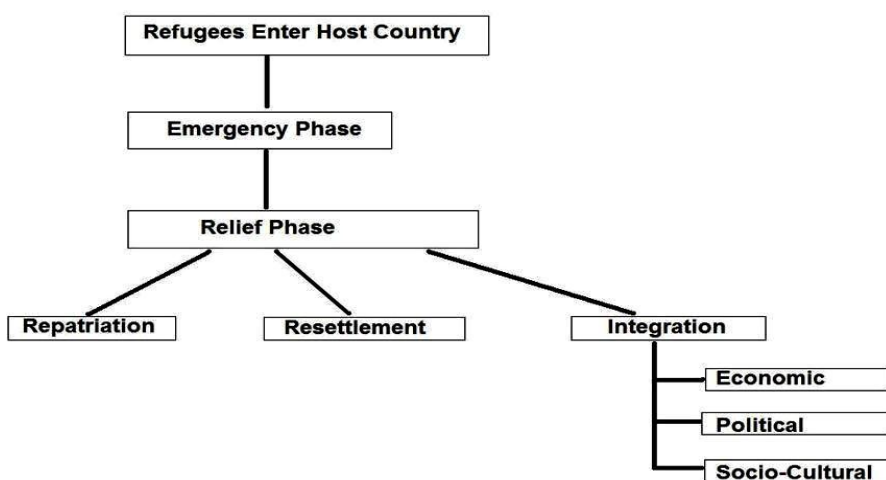 Refugees Enter Host Country
Emergency Phase
Relief Phase
Repatriation
Resettlement
Integration
Economic
Political
Socio-Cultural